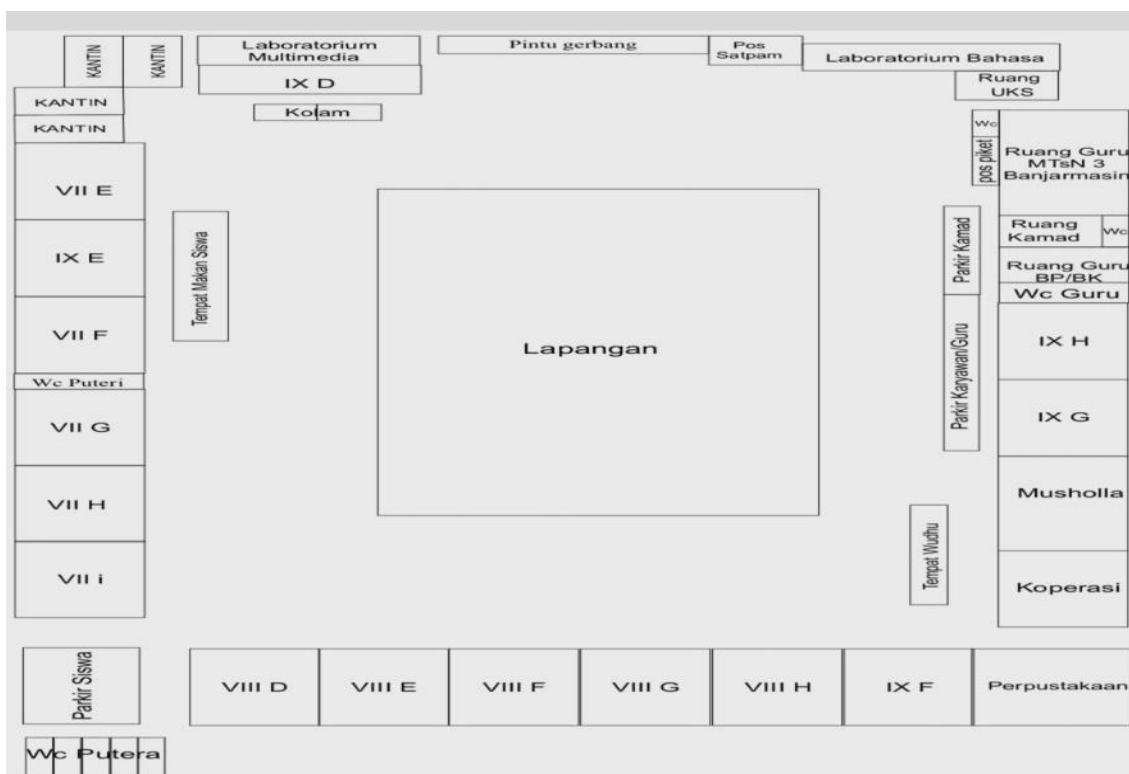 KANTIN
KANTIN
Laboratorium
Multimedia
Pintu gerbang
Pos
Satpam
Laboratorium Bahasa
IX D
Ruang
UKS
KANTIN
Kolam
KANTIN
Wc
pos piket
Ruang Guru
MTsN 3
Banjarmasin
VII E
Tempat Makan Siswa
Parkir Kamad
Ruang
Kamad
Wc
IX E
Ruang Guru
BP/BK
Wc Guru
VII F
Lapangan
Parkir Karyawan/Guru
IX H
Wc Puteri
VII G
IX G
VII H
Musholla
Tempat Wudhu
VII i
Koperasi
Parkir Siswa
VIII D
VIII E
VIII F
VIII G
VIII H
IX F
Perpustakaan
Wc Putera